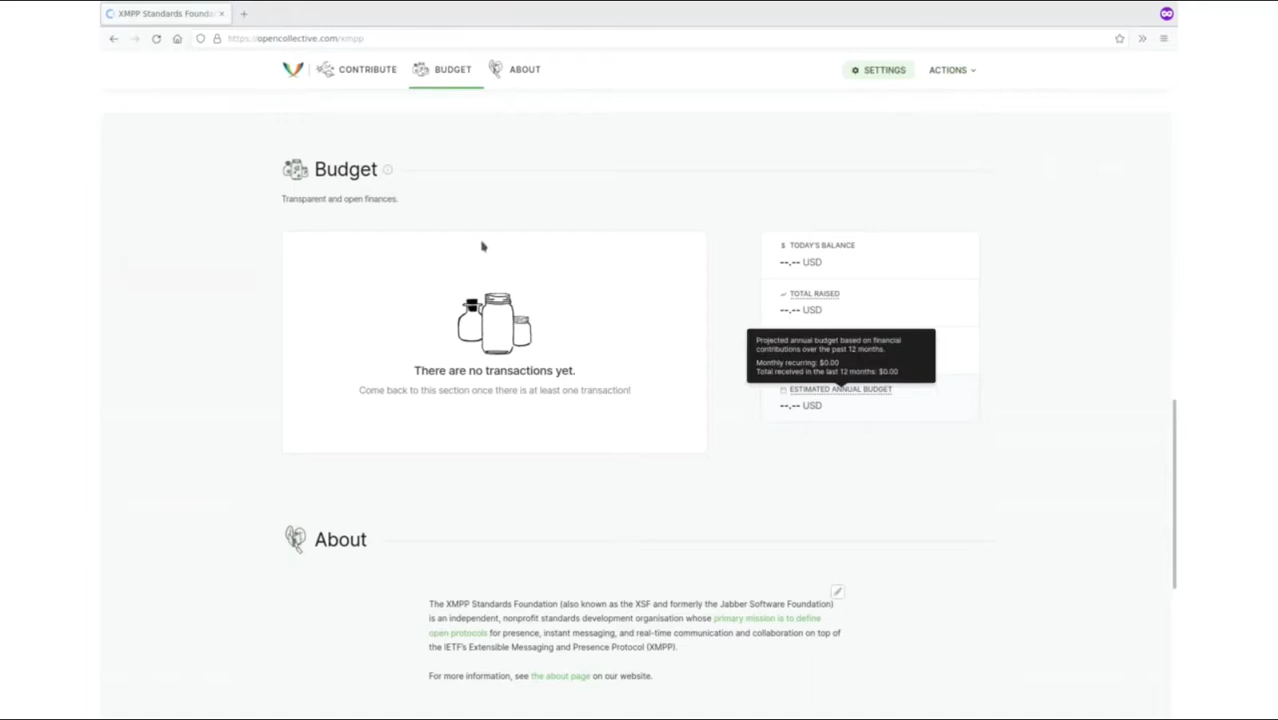 XMPP Standards Founda
https://opencollective.com/xmpp
CONTRIBUTE BUDGET ABOUT SETTINGS ACTIONS
Budget
Transparent and open finances.
There are no transactions yet.
Come back to this section once there is at least one transaction!
$ TODAY'S BALANCE
--.-- USD
TOTAL RAISED
--.-- USD
Projected annual budget based on financial
contributions over the past 12 months.
Monthly recurring: $0.00
Total received in the last 12 months: $0.00
ESTIMATED ANNUAL BUDGET
--.-- USD
About
The XMPP Standards Foundation (also known as the XSF and formerly the Jabber Software Foundation)
is an independent, nonprofit standards development organisation whose primary mission is to define
open protocols for presence, instant messaging, and real-time communication and collaboration on top of
the IETF's Extensible Messaging and Presence Protocol (XMPP).
For more information, see the about page on our website.